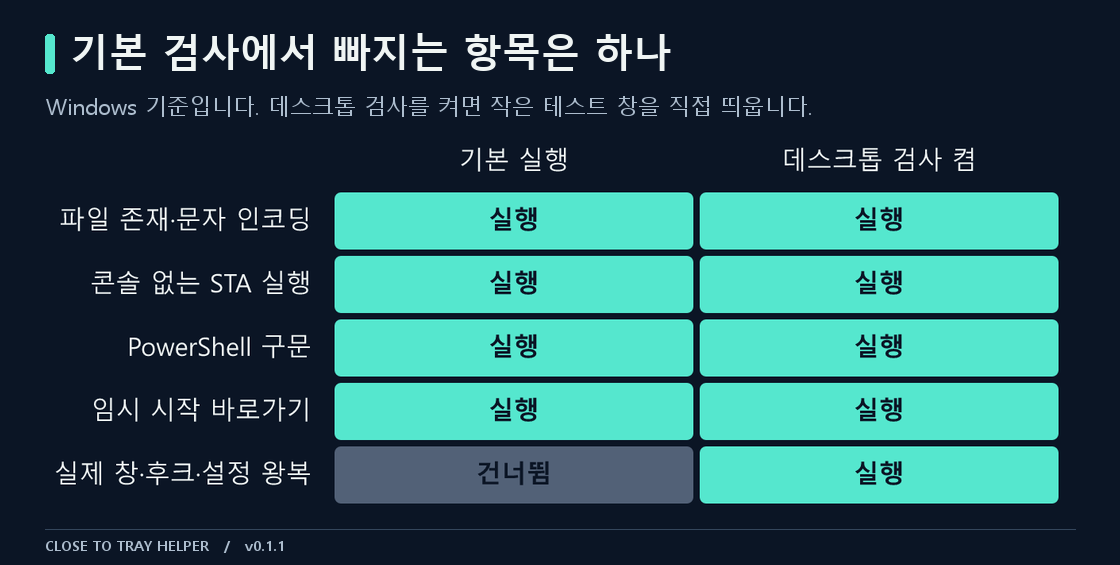 기본 검사에서 빠지는 항목은 하나
Windows 기준입니다. 데스크톱 검사를 켜면 작은 테스트 창을 직접 띄웁니다.
기본 실행 데스크톱 검사 켬
파일 존재·문자 인코딩 실행 실행
콘솔 없는 STA 실행 실행 실행
PowerShell 구문 실행 실행
임시 시작 바로가기 실행 실행
실제 창·후크·설정 왕복 건너뜀 실행
CLOSE TO TRAY HELPER / v0.1.1